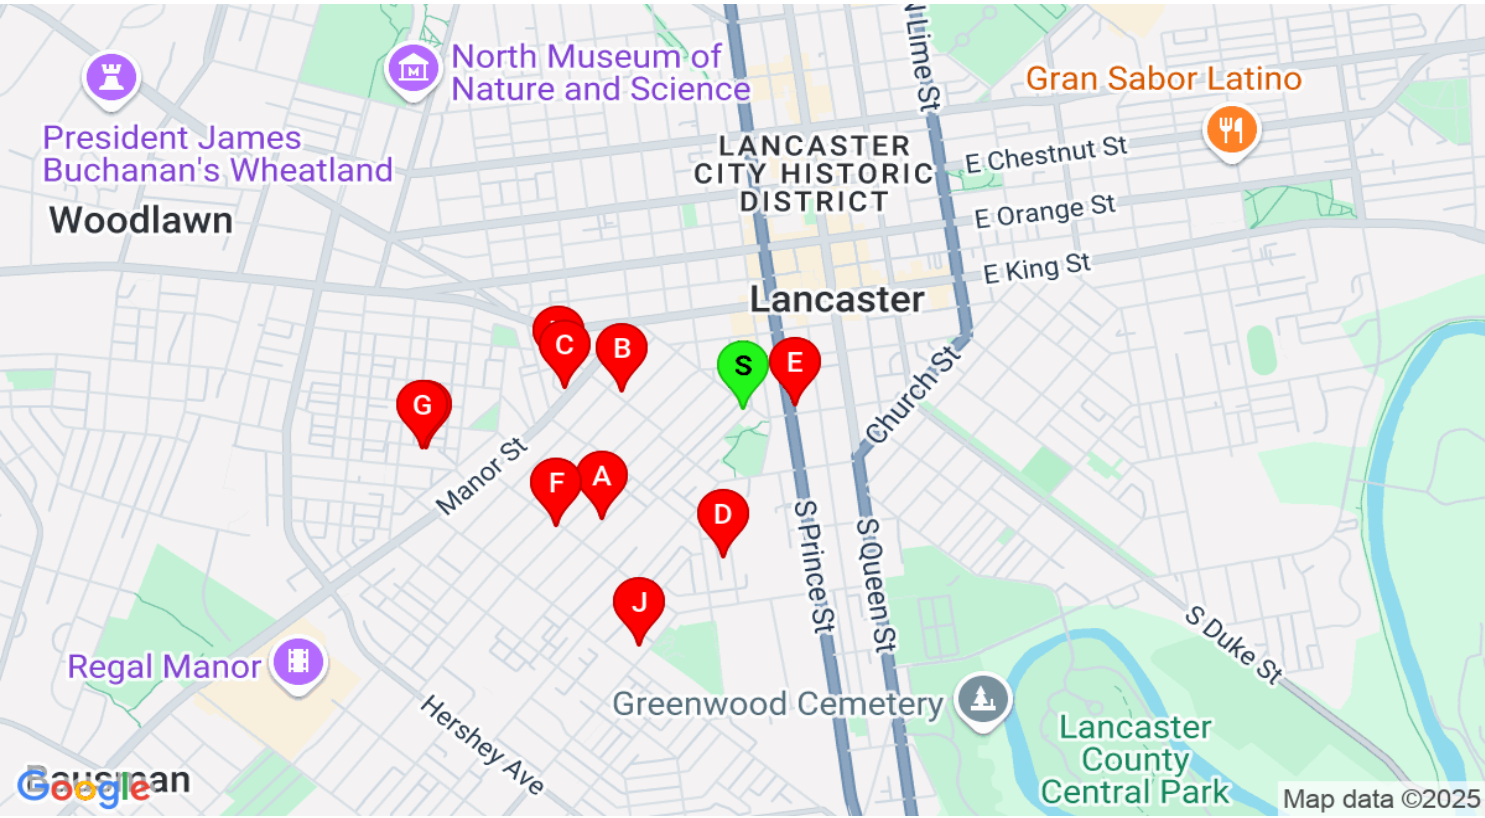 N Lime St
North Museum of
Nature and Science
Gran Sabor Latino
President James
Buchanan's Wheatland
LANCASTER
CITY HISTORIC
DISTRICT
E Chestnut St
Woodlawn
E Orange St
E King St
Lancaster
C
B
S
E
G
Church St
Manor St
F
A
D
S Prince St
S Queen St
J
S Duke St
Regal Manor
Greenwood Cemetery
Hershey Ave
Lancaster
County
Central Park
Bausman
Google
Map data ©2025